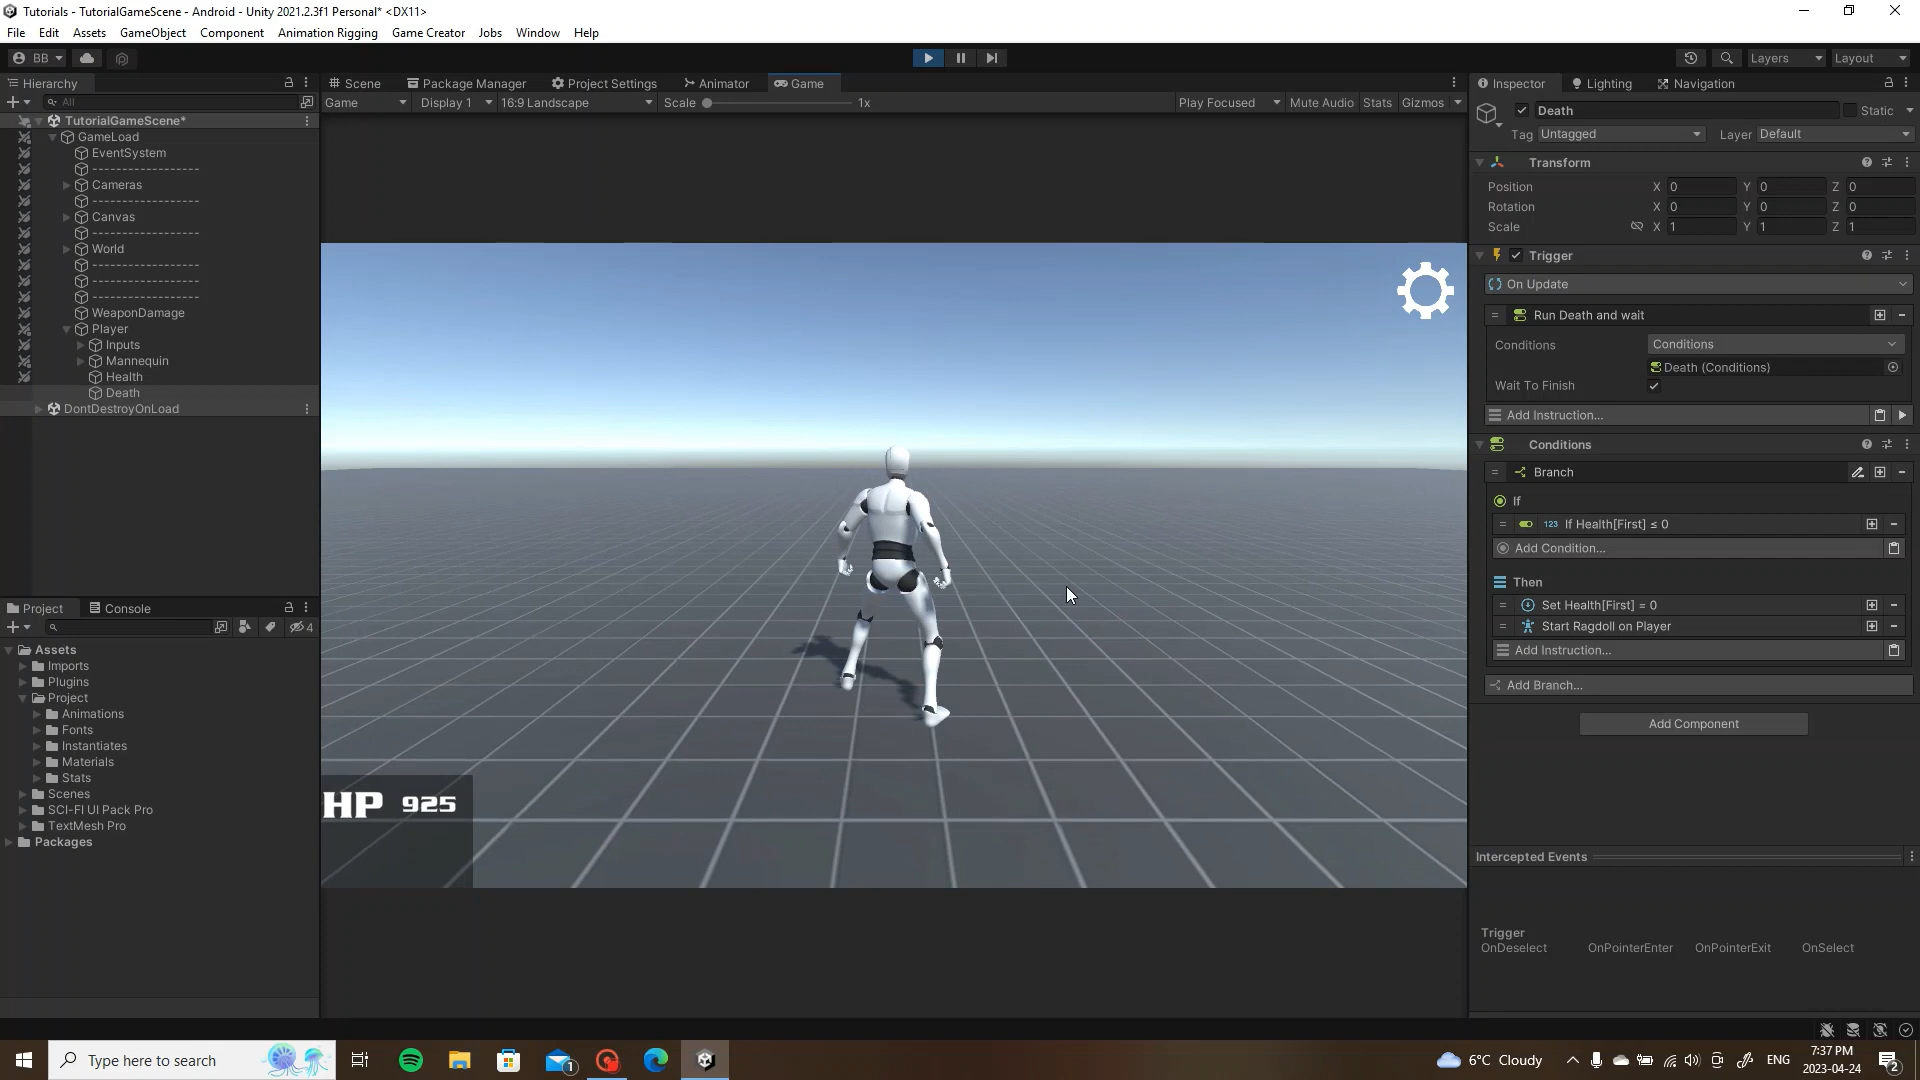 Tutorials - TutorialGameScene - Android - Unity 2021.2.3f1 Personal* <DX11>
File Edit Assets GameObject Component Animation Rigging Game Creator Jobs Window Help
BB
Layers
Layout
Hierarchy
All
TutorialGameScene*
GameLoad
EventSystem
------------------
Cameras
------------------
Canvas
------------------
World
------------------
------------------
------------------
WeaponDamage
Player
Inputs
Mannequin
Health
Death
DontDestroyOnLoad
Project
Console
4
Assets
Imports
Plugins
Project
Animations
Fonts
Instantiates
Materials
Stats
Scenes
SCI-FI UI Pack Pro
TextMesh Pro
Packages
Scene
Package Manager
Project Settings
Animator
Game
Game
Display 1
16:9 Landscape
Scale
1x
Play Focused
Mute Audio
Stats
Gizmos
HP 925
Inspector
Lighting
Navigation
Death
Static
Tag Untagged
Layer Default
Transform
Position X 0 Y 0 Z 0
Rotation X 0 Y 0 Z 0
Scale X 1 Y 1 Z 1
Trigger
On Update
Run Death and wait
Conditions Conditions
Death (Conditions)
Wait To Finish
Add Instruction...
Conditions
Branch
If
123 If Health[First] ≤ 0
Add Condition...
Then
Set Health[First] = 0
Start Ragdoll on Player
Add Instruction...
Add Branch...
Add Component
Intercepted Events
Trigger
OnDeselect OnPointerEnter OnPointerExit OnSelect
Type here to search
1
6°C Cloudy
ENG
7:37 PM
2023-04-24
2